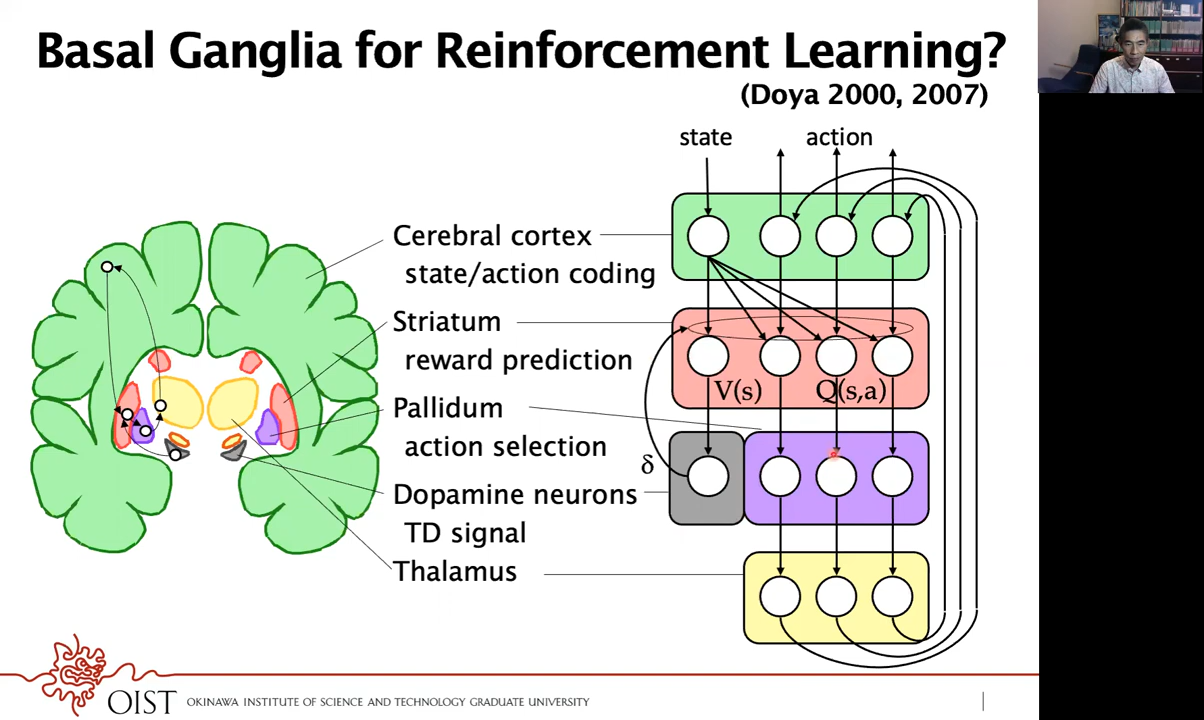 Basal Ganglia for Reinforcement Learning?
(Doya 2000, 2007)
state
action
Cerebral cortex
state/action coding
Striatum
reward prediction
V(s)
Q(s,a)
Pallidum
action selection
δ
Dopamine neurons
TD signal
Thalamus
OIST
OKINAWA INSTITUTE OF SCIENCE AND TECHNOLOGY GRADUATE UNIVERSITY